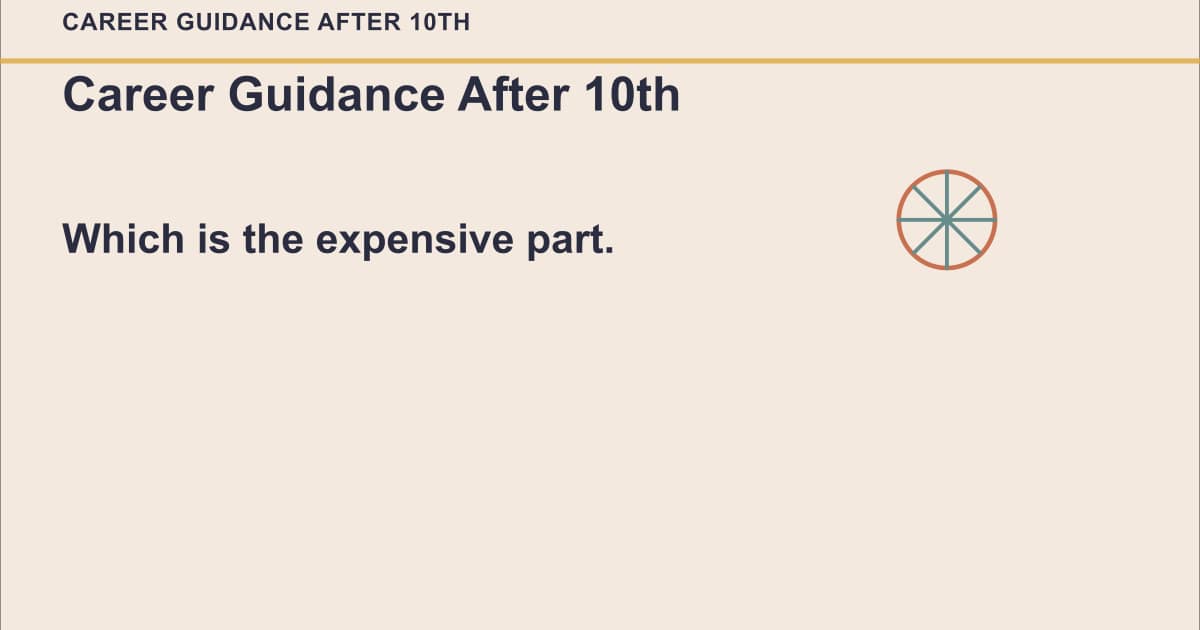 CAREER GUIDANCE AFTER 10TH
Career Guidance After 10th
Which is the expensive part.